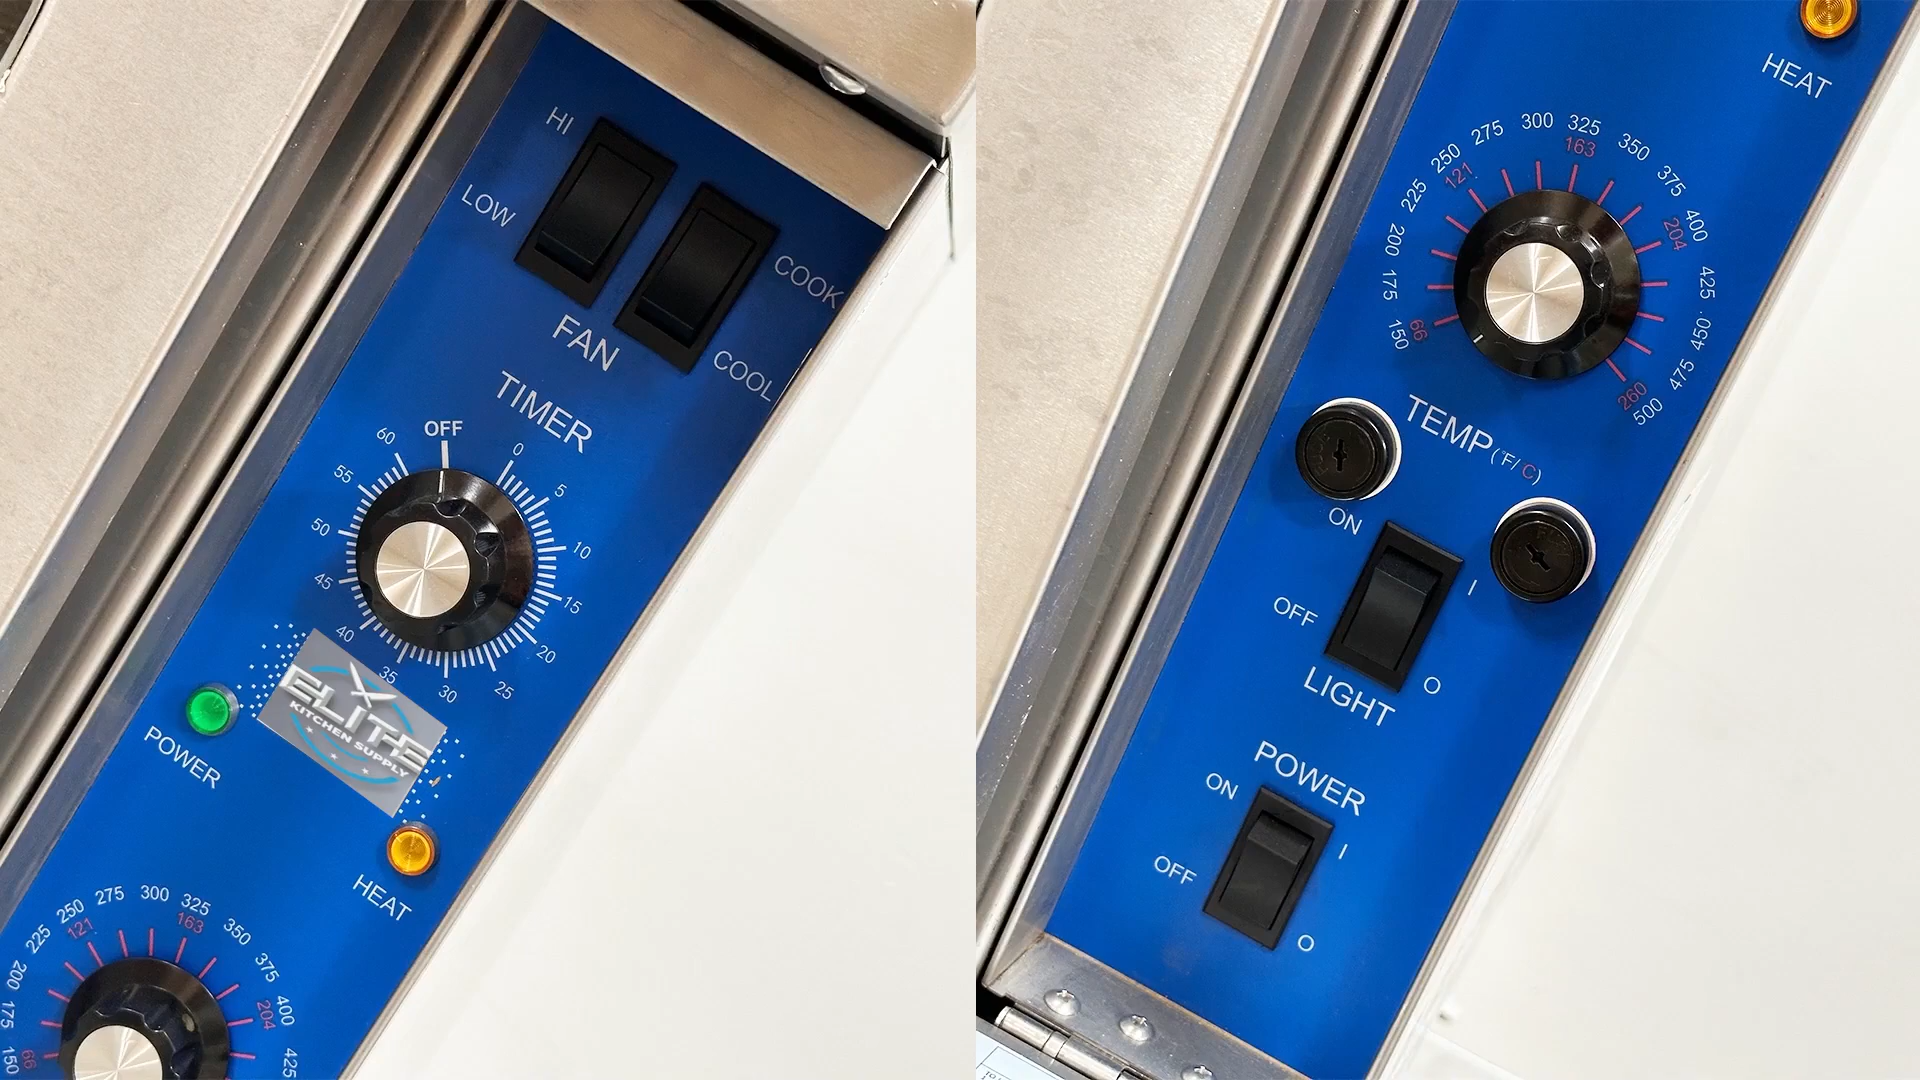 HI
LOW
COOK
COOL
FAN
TIMER
OFF
0
5
10
15
20
25
30
35
40
45
50
55
60
ELITE
KITCHEN SUPPLY
POWER
HEAT
150
175
200
225
250
275
300
325
350
375
400
425
66
121
163
204
HEAT
150
175
200
225
250
275
300
325
350
375
400
425
450
475
500
66
121
163
204
260
TEMP(°F/°C)
ON
OFF
I
O
LIGHT
POWER
ON
OFF
I
O